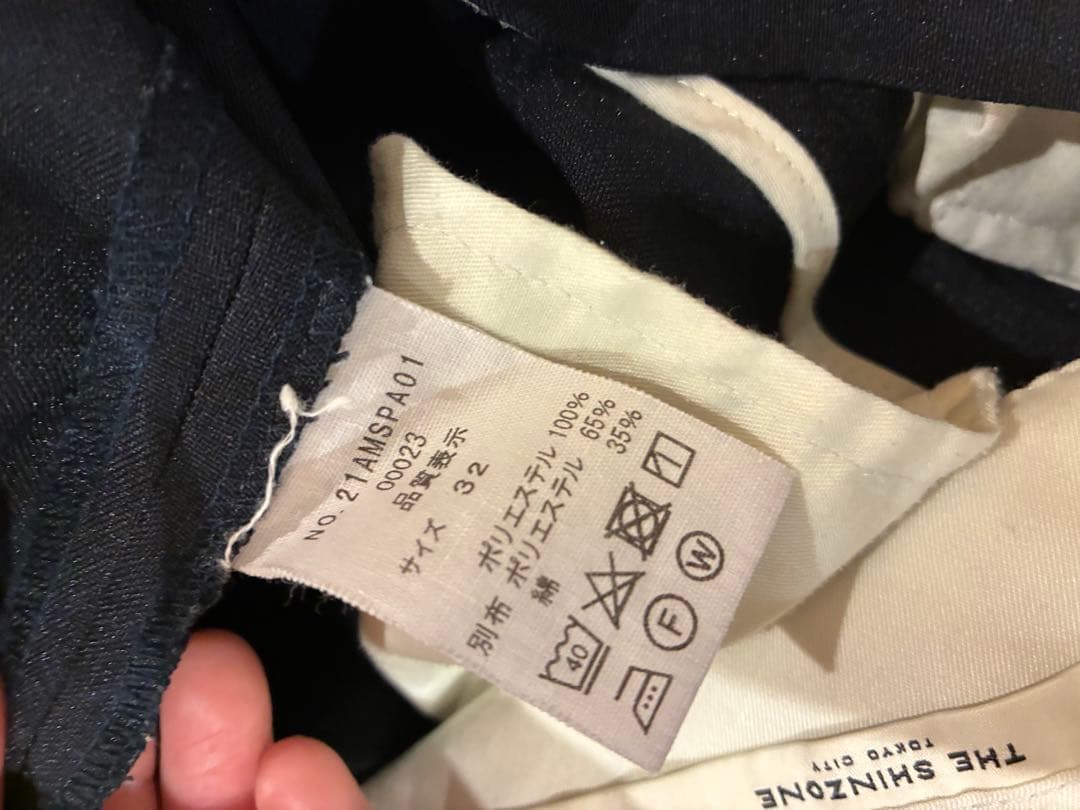 NO. 21AMSPA01
00023
品質表示
サイズ 32
ポリエステル 100%
別布 ポリエステル 65%
綿 35%
40
F W
THE SHINZONE
TOKYO CITY